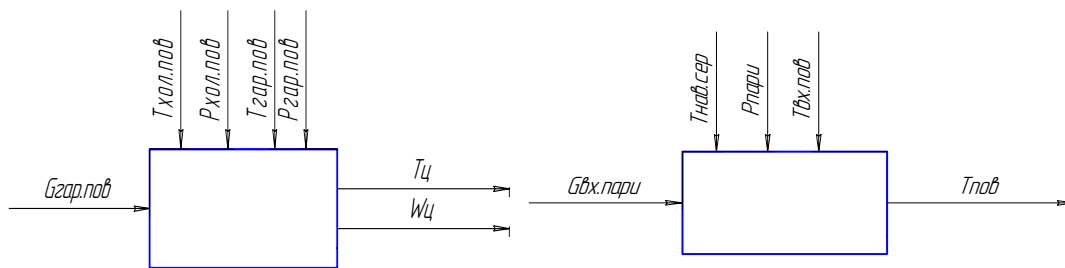 Tхол.пов
Pхол.пов
Tгар.пов
Pгар.пов
Gгар.пов
Tц
Wц
Tнав.сер
Pпари
Tвх.пов
Gвх.пари
Tпов